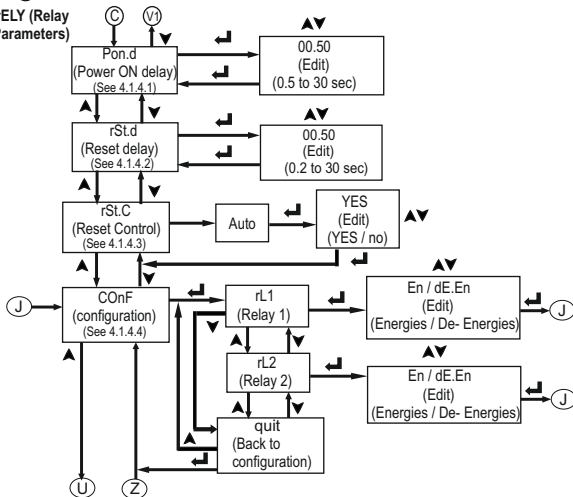 RELY (Relay
Parameters)
C
V1
Pon.d
(Power ON delay)
(See 4.1.4.1)
00.50
(Edit)
(0.5 to 30 sec)
rSt.d
(Reset delay)
(See 4.1.4.2)
00.50
(Edit)
(0.2 to 30 sec)
rSt.C
(Reset Control)
(See 4.1.4.3)
Auto
YES
(Edit)
(YES / no)
J
COnF
(configuration)
(See 4.1.4.4)
rL1
(Relay 1)
En / dE.En
(Edit)
(Energies / De- Energies)
J
rL2
(Relay 2)
En / dE.En
(Edit)
(Energies / De- Energies)
J
quit
(Back to
configuration)
U
Z